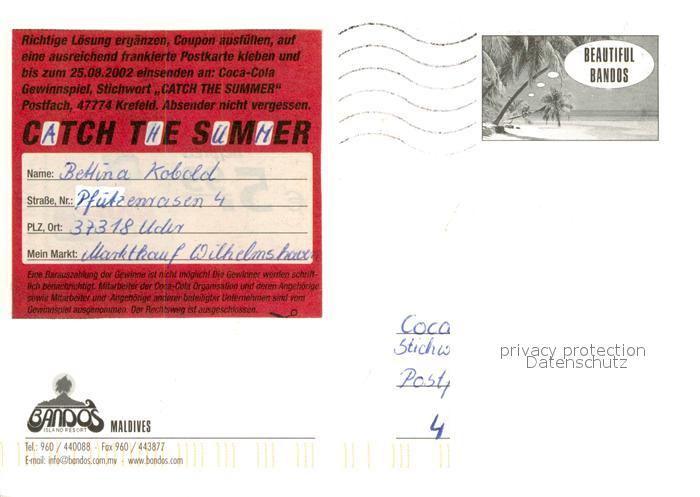 Richtige Lösung ergänzen, Coupon ausfüllen, auf
eine ausreichend frankierte Postkarte kleben und
bis zum 25.08.2002 einsenden an: Coca-Cola
Gewinnspiel, Stichwort „CATCH THE SUMMER"
Postfach, 47774 Krefeld. Absender nicht vergessen.
CATCH THE SUMMER
Name: Bettina Kobold
Straße, Nr.: Pfützenrasen 4
PLZ, Ort: 37318 Uder
Mein Markt: Marktkauf Wilhelmshaven
Eine Barauszahlung der Gewinne ist nicht möglich! Die Gewinner werden schrift-
lich benachrichtigt. Mitarbeiter der Coca-Cola Organisation und deren Angehörige
sowie Mitarbeiter und Angehörige anderer beteiligter Unternehmen sind vom
Gewinnspiel ausgenommen. Der Rechtsweg ist ausgeschlossen.
BEAUTIFUL
BANDOS
Coca
Stichw
Post
4
privacy protection
Datenschutz
BANDOS
ISLAND RESORT
MALDIVES
Tel.: 960 / 440088 · Fax 960 / 443877
E-mail: info@bandos.com.mv · www.bandos.com